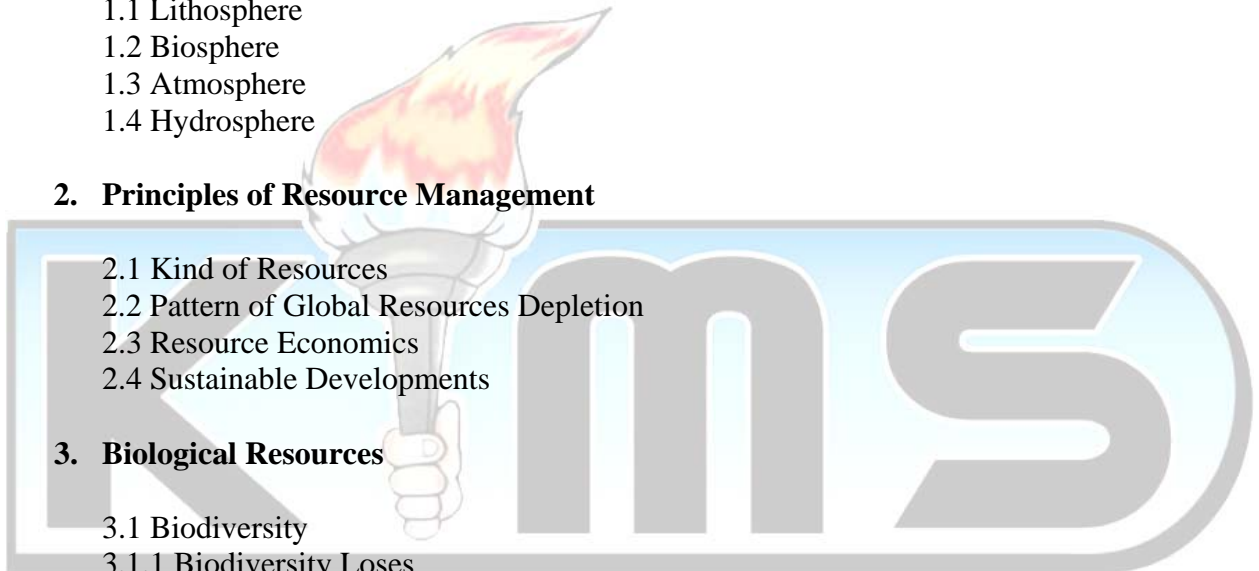 1.1 Lithosphere
1.2 Biosphere
1.3 Atmosphere
1.4 Hydrosphere
2. Principles of Resource Management
2.1 Kind of Resources
2.2 Pattern of Global Resources Depletion
2.3 Resource Economics
2.4 Sustainable Developments
3. Biological Resources
3.1 Biodiversity
3.1.1 Biodiversity Loses
KIMS